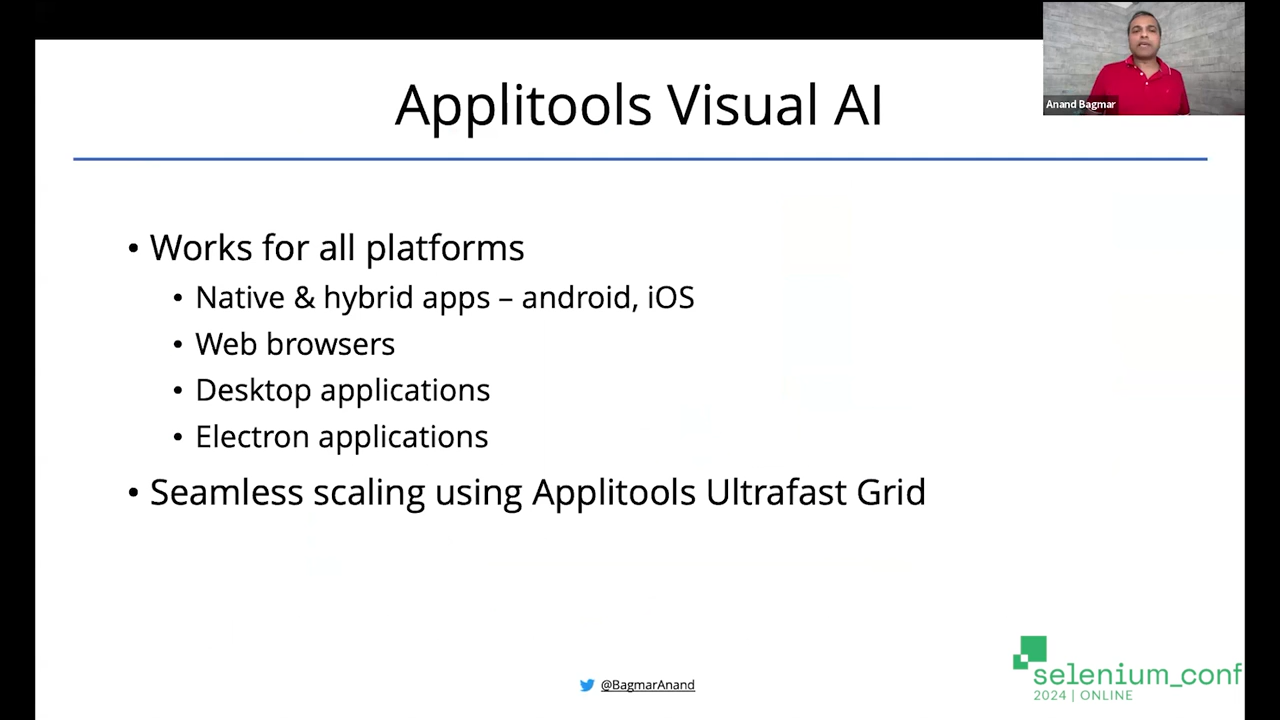 Applitools Visual AI
Anand Bagmar
• Works for all platforms
• Native & hybrid apps – android, iOS
• Web browsers
• Desktop applications
• Electron applications
• Seamless scaling using Applitools Ultrafast Grid
@BagmarAnand
selenium_conf
2024 | ONLINE